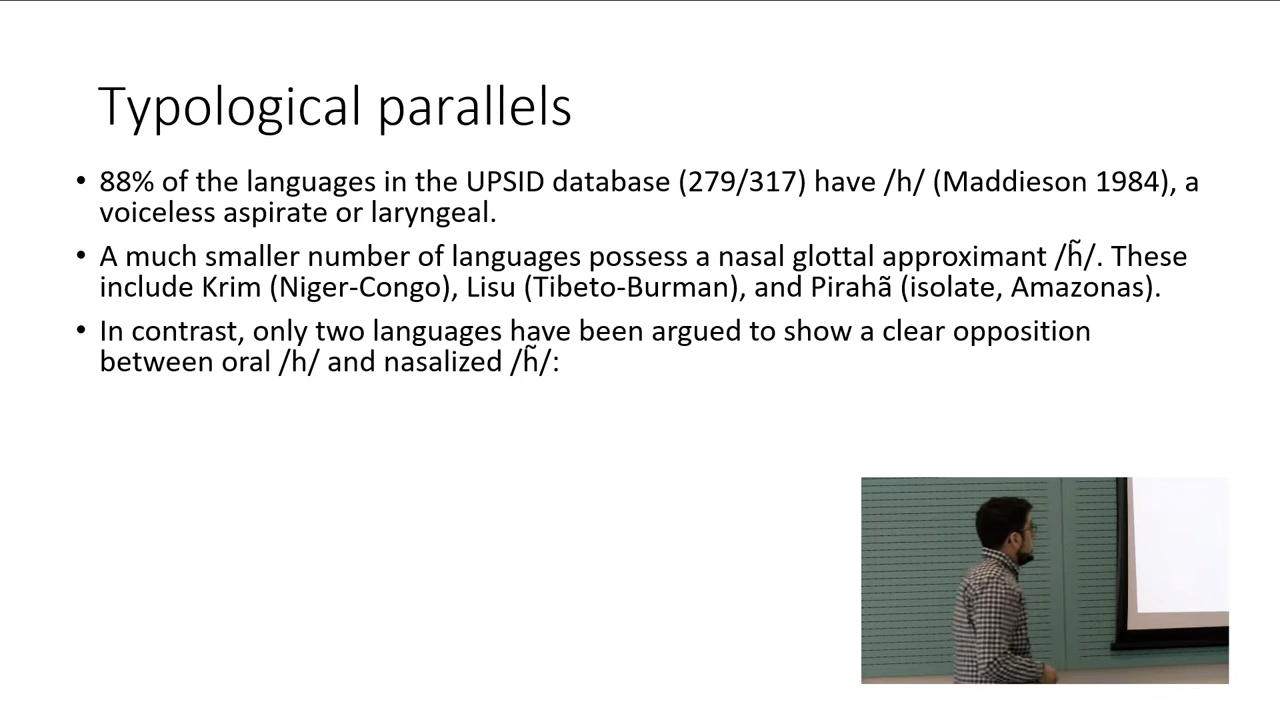 Typological parallels
• 88% of the languages in the UPSID database (279/317) have /h/ (Maddieson 1984), a
voiceless aspirate or laryngeal.
• A much smaller number of languages possess a nasal glottal approximant /h̃/. These
include Krim (Niger-Congo), Lisu (Tibeto-Burman), and Pirahã (isolate, Amazonas).
• In contrast, only two languages have been argued to show a clear opposition
between oral /h/ and nasalized /h̃/: